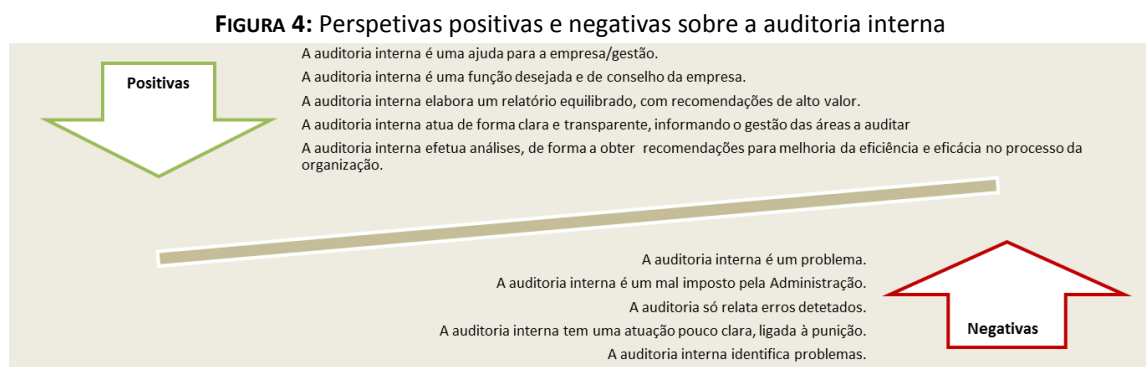 FIGURA 4: Perspetivas positivas e negativas sobre a auditoria interna
Positivas
A auditoria interna é uma ajuda para a empresa/gestão.
A auditoria interna é uma função desejada e de conselho da empresa.
A auditoria interna elabora um relatório equilibrado, com recomendações de alto valor.
A auditoria interna atua de forma clara e transparente, informando o gestão das áreas a auditar
A auditoria interna efetua análises, de forma a obter recomendações para melhoria da eficiência e eficácia no processo da
organização.
A auditoria interna é um problema.
A auditoria interna é um mal imposto pela Administração.
A auditoria só relata erros detetados.
A auditoria interna tem uma atuação pouco clara, ligada à punição.
A auditoria interna identifica problemas.
Negativas